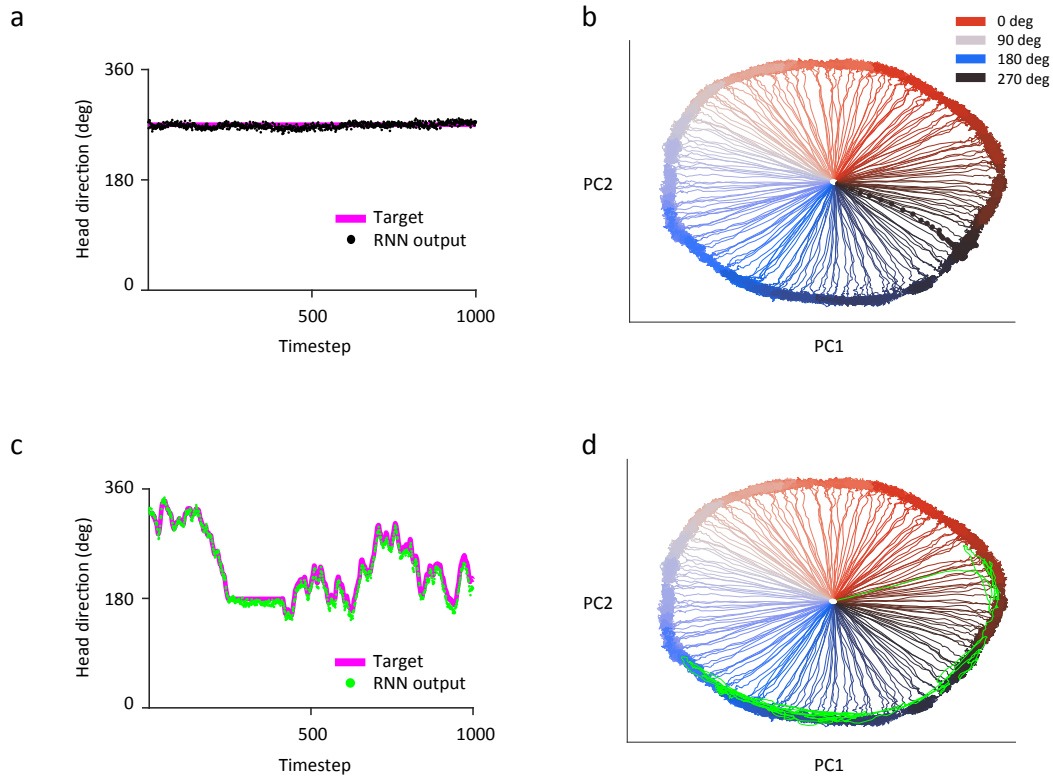 a
Head direction (deg)
360
180
0
Target
RNN output
500
1000
Timestep
b
0 deg
90 deg
180 deg
270 deg
PC2
PC1
c
Head direction (deg)
360
180
0
Target
RNN output
500
1000
Timestep
d
PC2
PC1